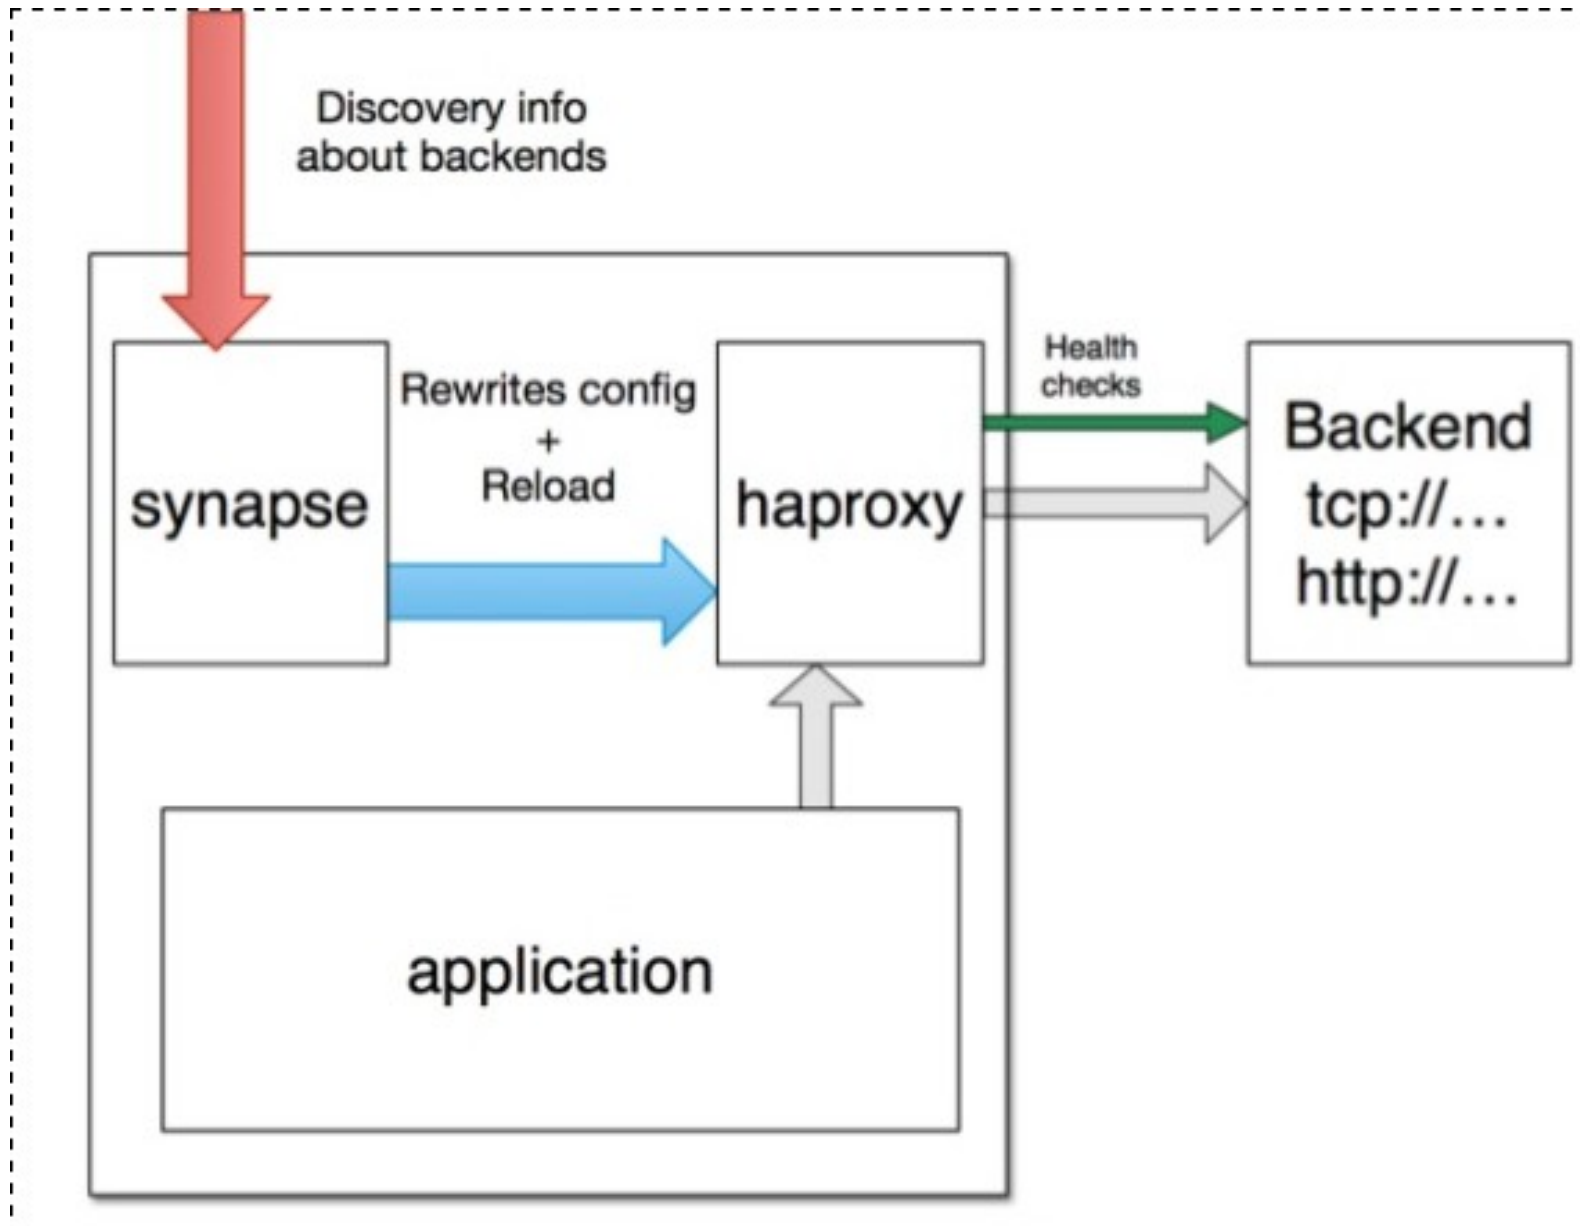 Discovery info
about backends
synapse
Rewrites config
+
Reload
haproxy
Health
checks
Backend
tcp://...
http://...
application